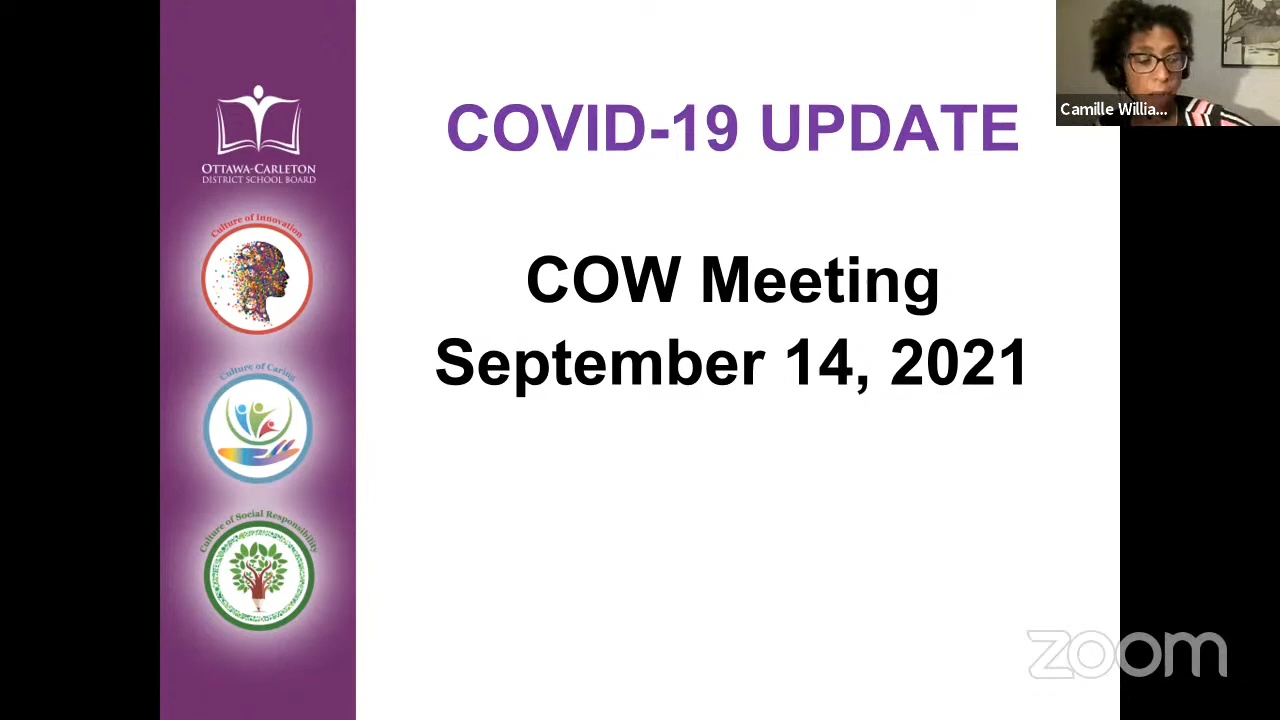 OTTAWA-CARLETON
DISTRICT SCHOOL BOARD
Culture of Innovation
Culture of Caring
Culture of Social Responsibility
COVID-19 UPDATE
COW Meeting
September 14, 2021
Camille Willia...
zoom